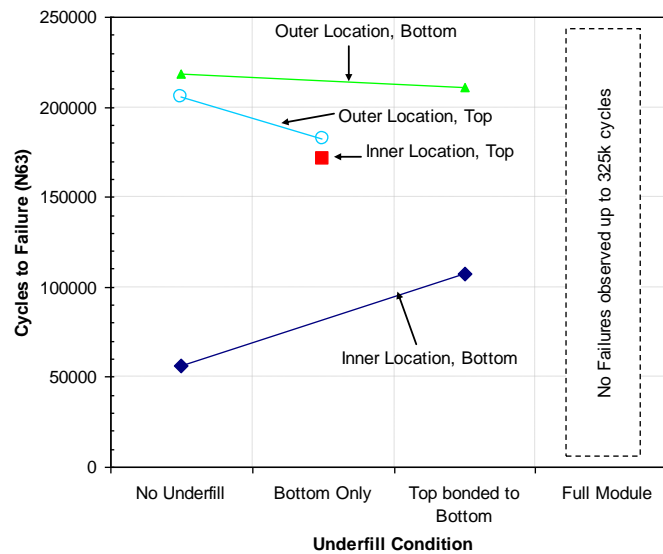 250000
200000
150000
100000
50000
0
Cycles to Failure (N63)
Outer Location, Bottom
Outer Location, Top
Inner Location, Top
Inner Location, Bottom
No Failures observed up to 325k cycles
No Underfill
Bottom Only
Top bonded to
Bottom
Full Module
Underfill Condition